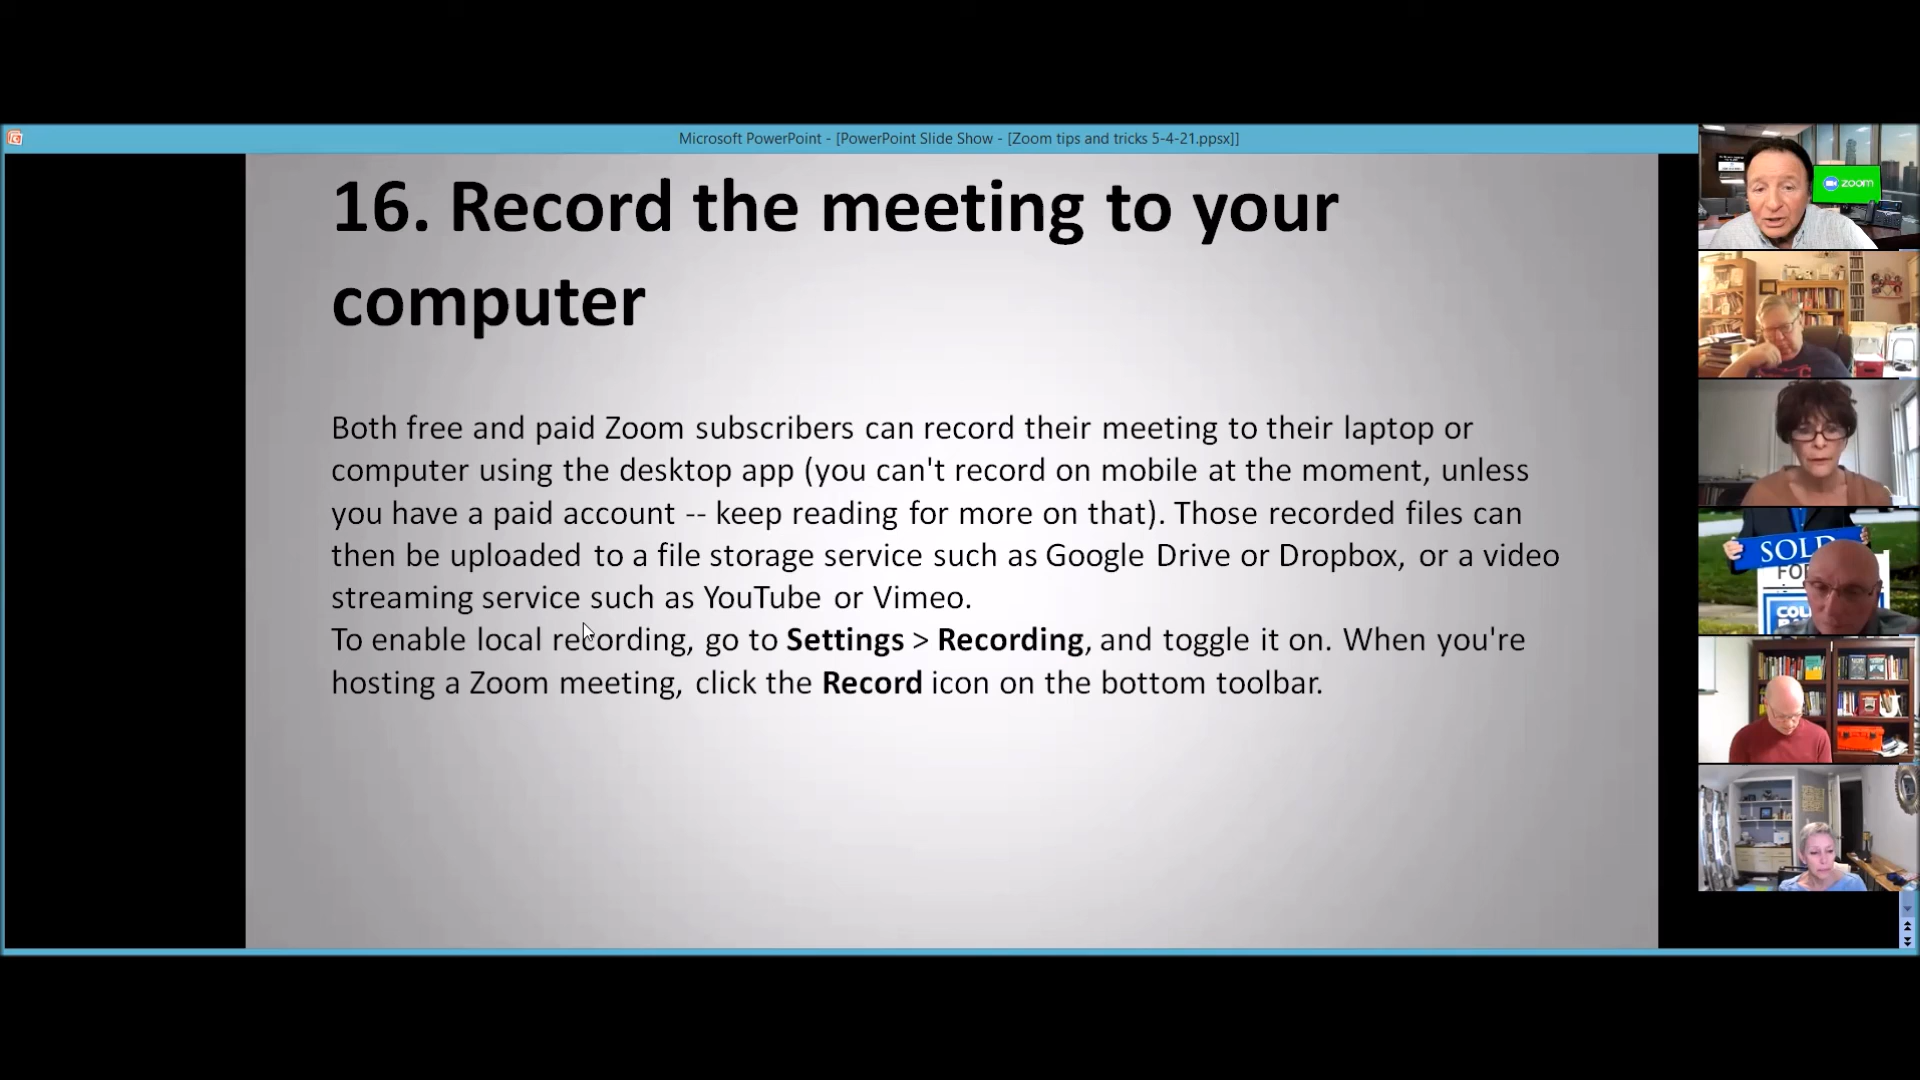 Microsoft PowerPoint - [PowerPoint Slide Show - [Zoom tips and tricks 5-4-21.ppsx]]
16. Record the meeting to your
computer
Both free and paid Zoom subscribers can record their meeting to their laptop or
computer using the desktop app (you can't record on mobile at the moment, unless
you have a paid account -- keep reading for more on that). Those recorded files can
then be uploaded to a file storage service such as Google Drive or Dropbox, or a video
streaming service such as YouTube or Vimeo.
To enable local recording, go to Settings > Recording, and toggle it on. When you're
hosting a Zoom meeting, click the Record icon on the bottom toolbar.
zoom
SOLD